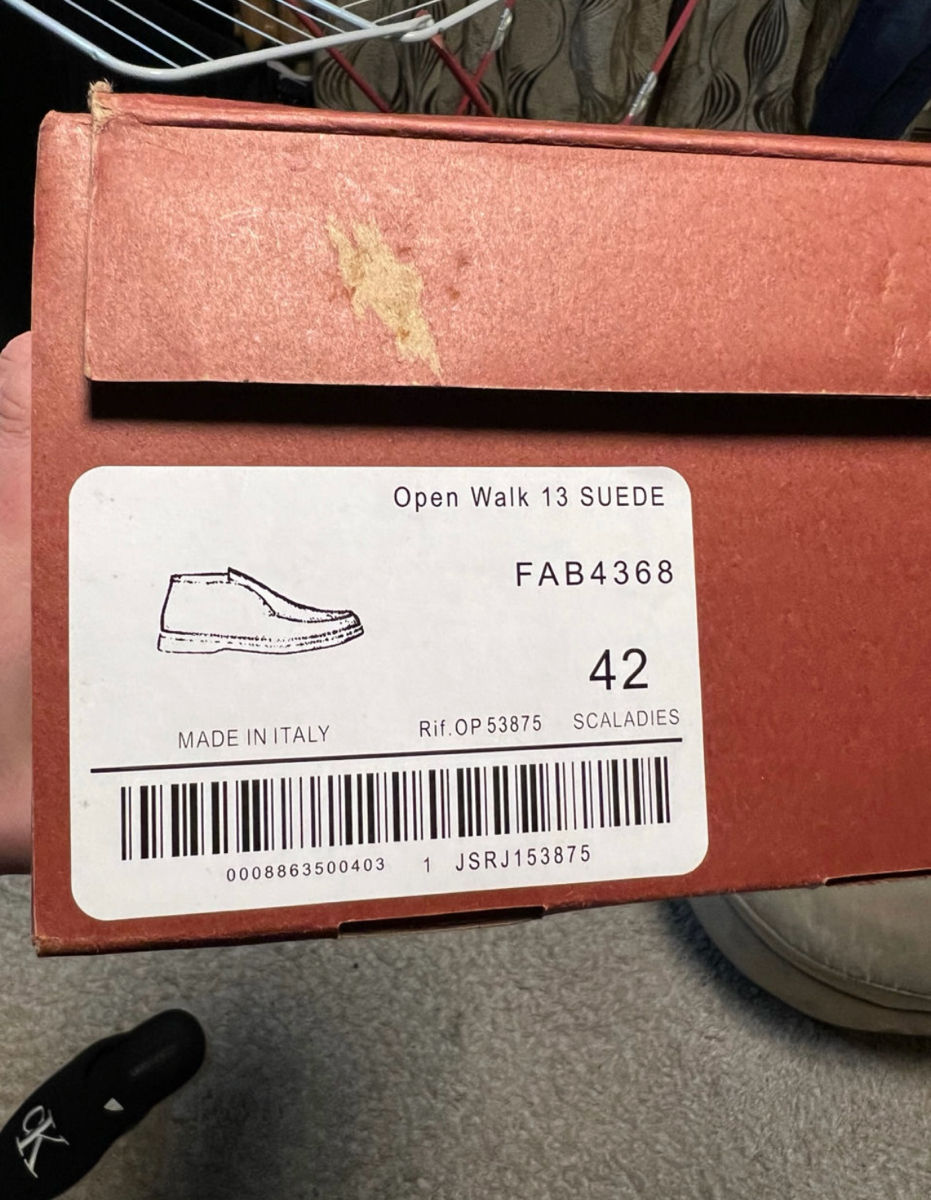 Open Walk 13 SUEDE
FAB4368
42
MADE IN ITALY Rif.OP 53875 SCALADIES
0008863500403 1 JSRJ153875
CK